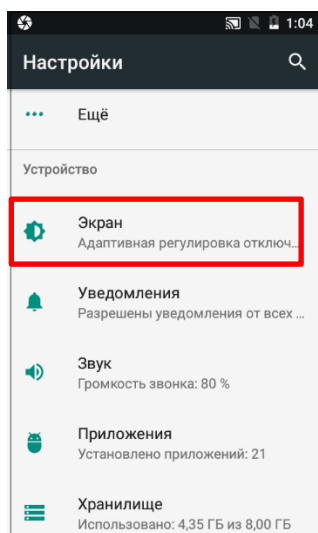 1:04
Настройки
Ещё
Устройство
Экран
Адаптивная регулировка отключ...
Уведомления
Разрешены уведомления от всех ...
Звук
Громкость звонка: 80 %
Приложения
Установлено приложений: 21
Хранилище
Использовано: 4,35 ГБ из 8,00 ГБ